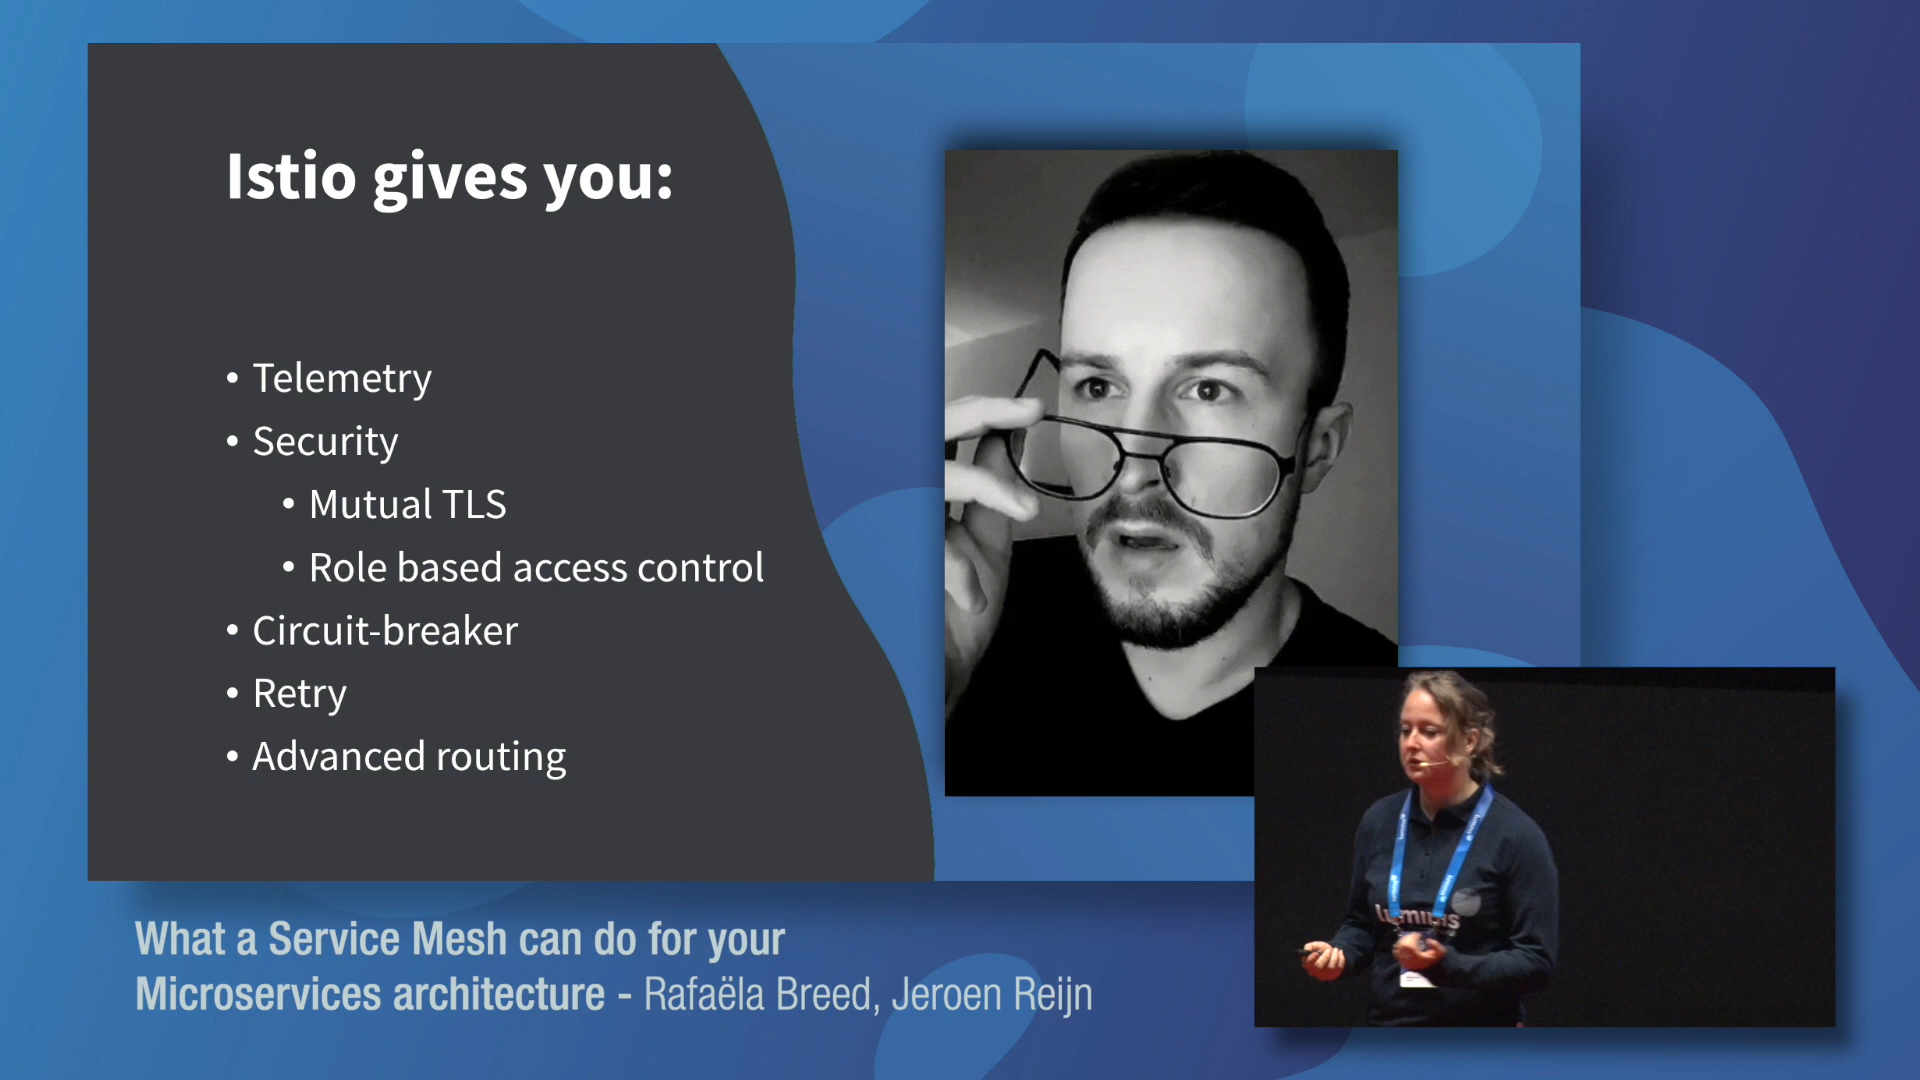 Istio gives you:
• Telemetry
• Security
• Mutual TLS
• Role based access control
• Circuit-breaker
• Retry
• Advanced routing
What a Service Mesh can do for your
Microservices architecture - Rafaëla Breed, Jeroen Reijn
luminis